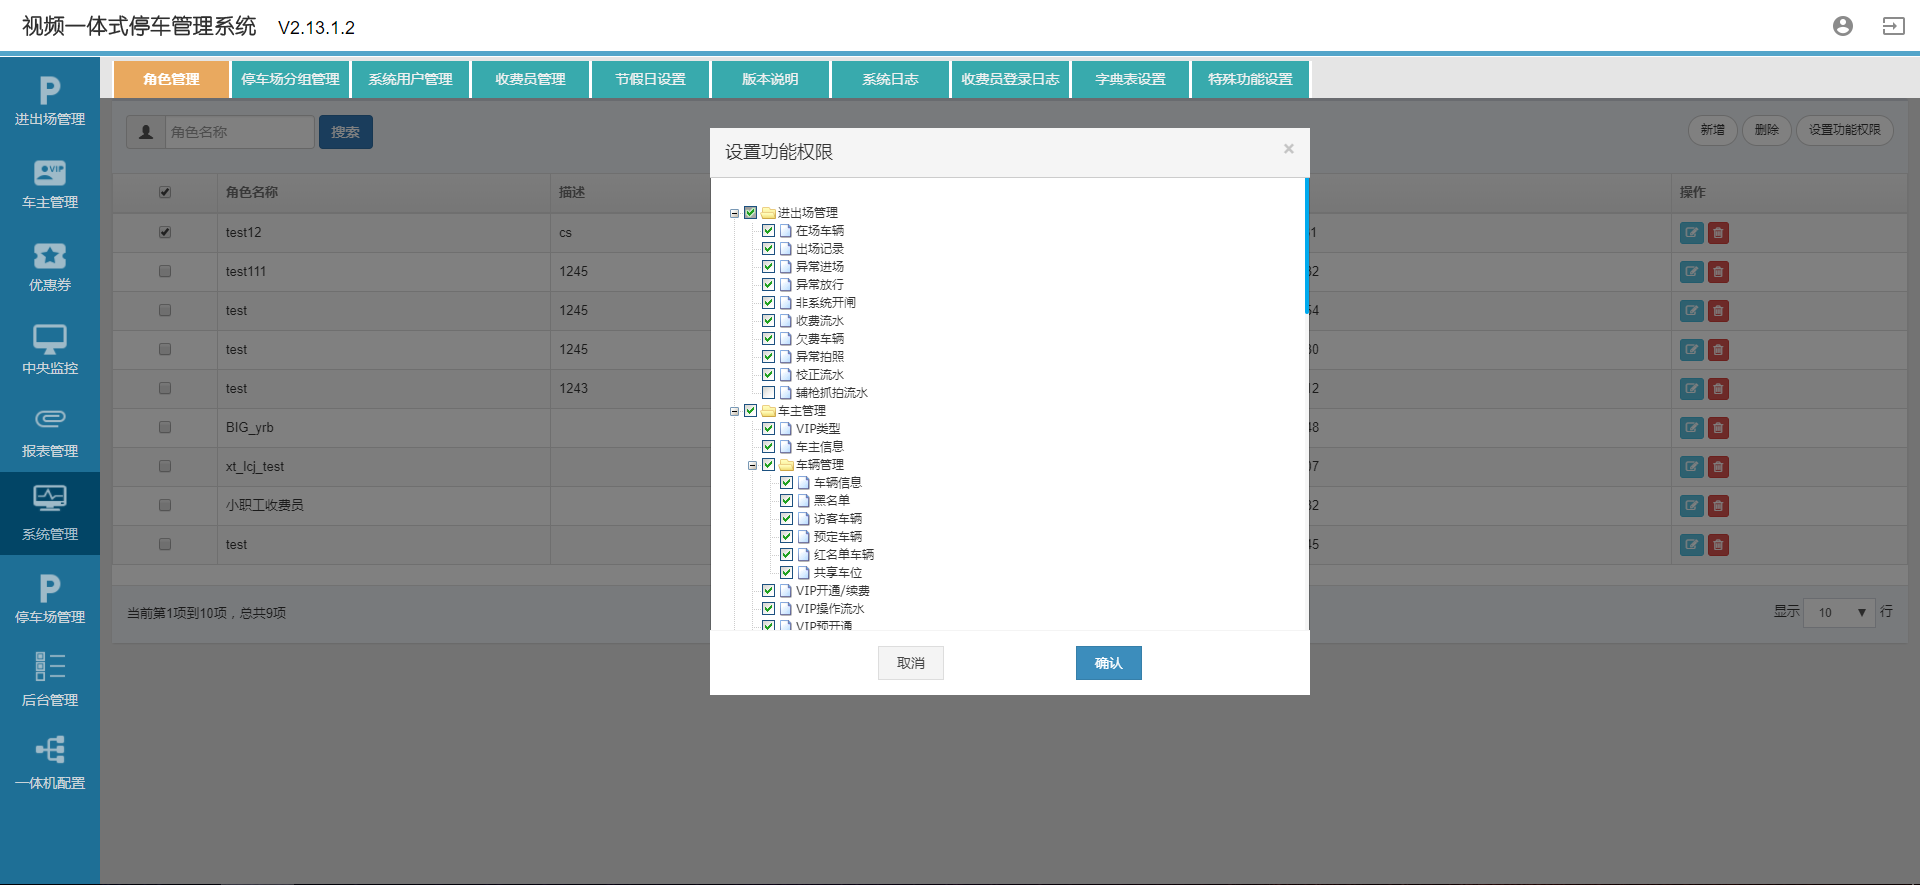 视频一体式停车管理系统 V2.13.1.2
进出场管理
车主管理
优惠券
中央监控
报表管理
系统管理
停车场管理
后台管理
一体机配置
角色管理 停车场分组管理 系统用户管理 收费员管理 节假日设置 版本说明 系统日志 收费员登录日志 字典表设置 特殊功能设置
角色名称 搜索 新增 删除 设置功能权限
角色名称 描述 操作
test12 cs 1
test111 1245 32
test 1245 54
test 1245 30
test 1243 12
BIG_yrb 48
xt_lcj_test 07
小职工收费员 32
test 45
当前第1项到10项，总共9项 显示 10 行
设置功能权限
进出场管理
在场车辆
出场记录
异常进场
异常放行
非系统开闸
收费流水
欠费车辆
异常拍照
校正流水
辅枪抓拍流水
车主管理
VIP类型
车主信息
车辆管理
车辆信息
黑名单
访客车辆
预定车辆
红名单车辆
共享车位
VIP开通/续费
VIP操作流水
VIP预开通
取消 确认